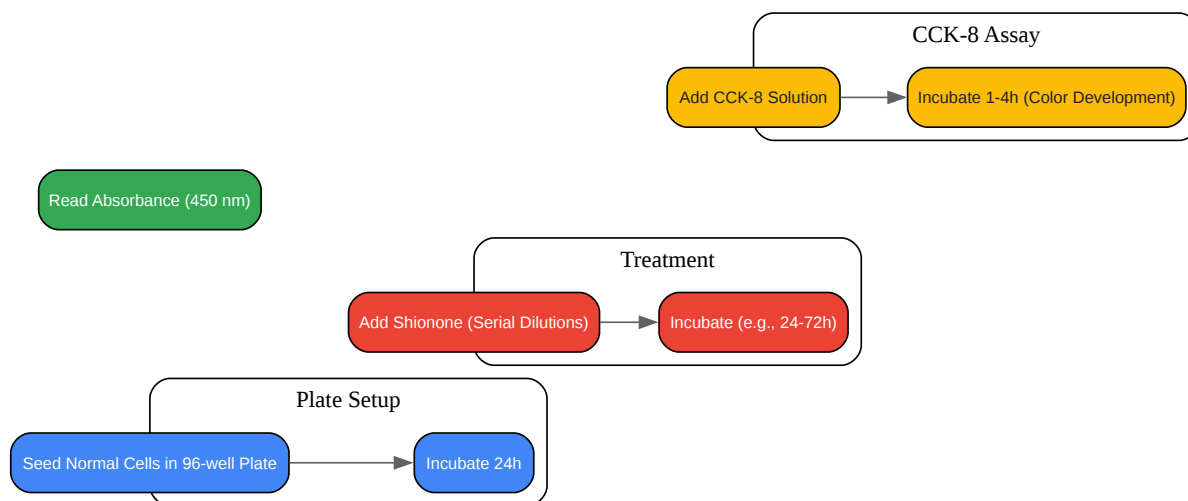 CCK-8 Assay
Add CCK-8 Solution
Incubate 1-4h (Color Development)
Read Absorbance (450 nm)
Treatment
Add Shionone (Serial Dilutions)
Incubate (e.g., 24-72h)
Plate Setup
Seed Normal Cells in 96-well Plate
Incubate 24h